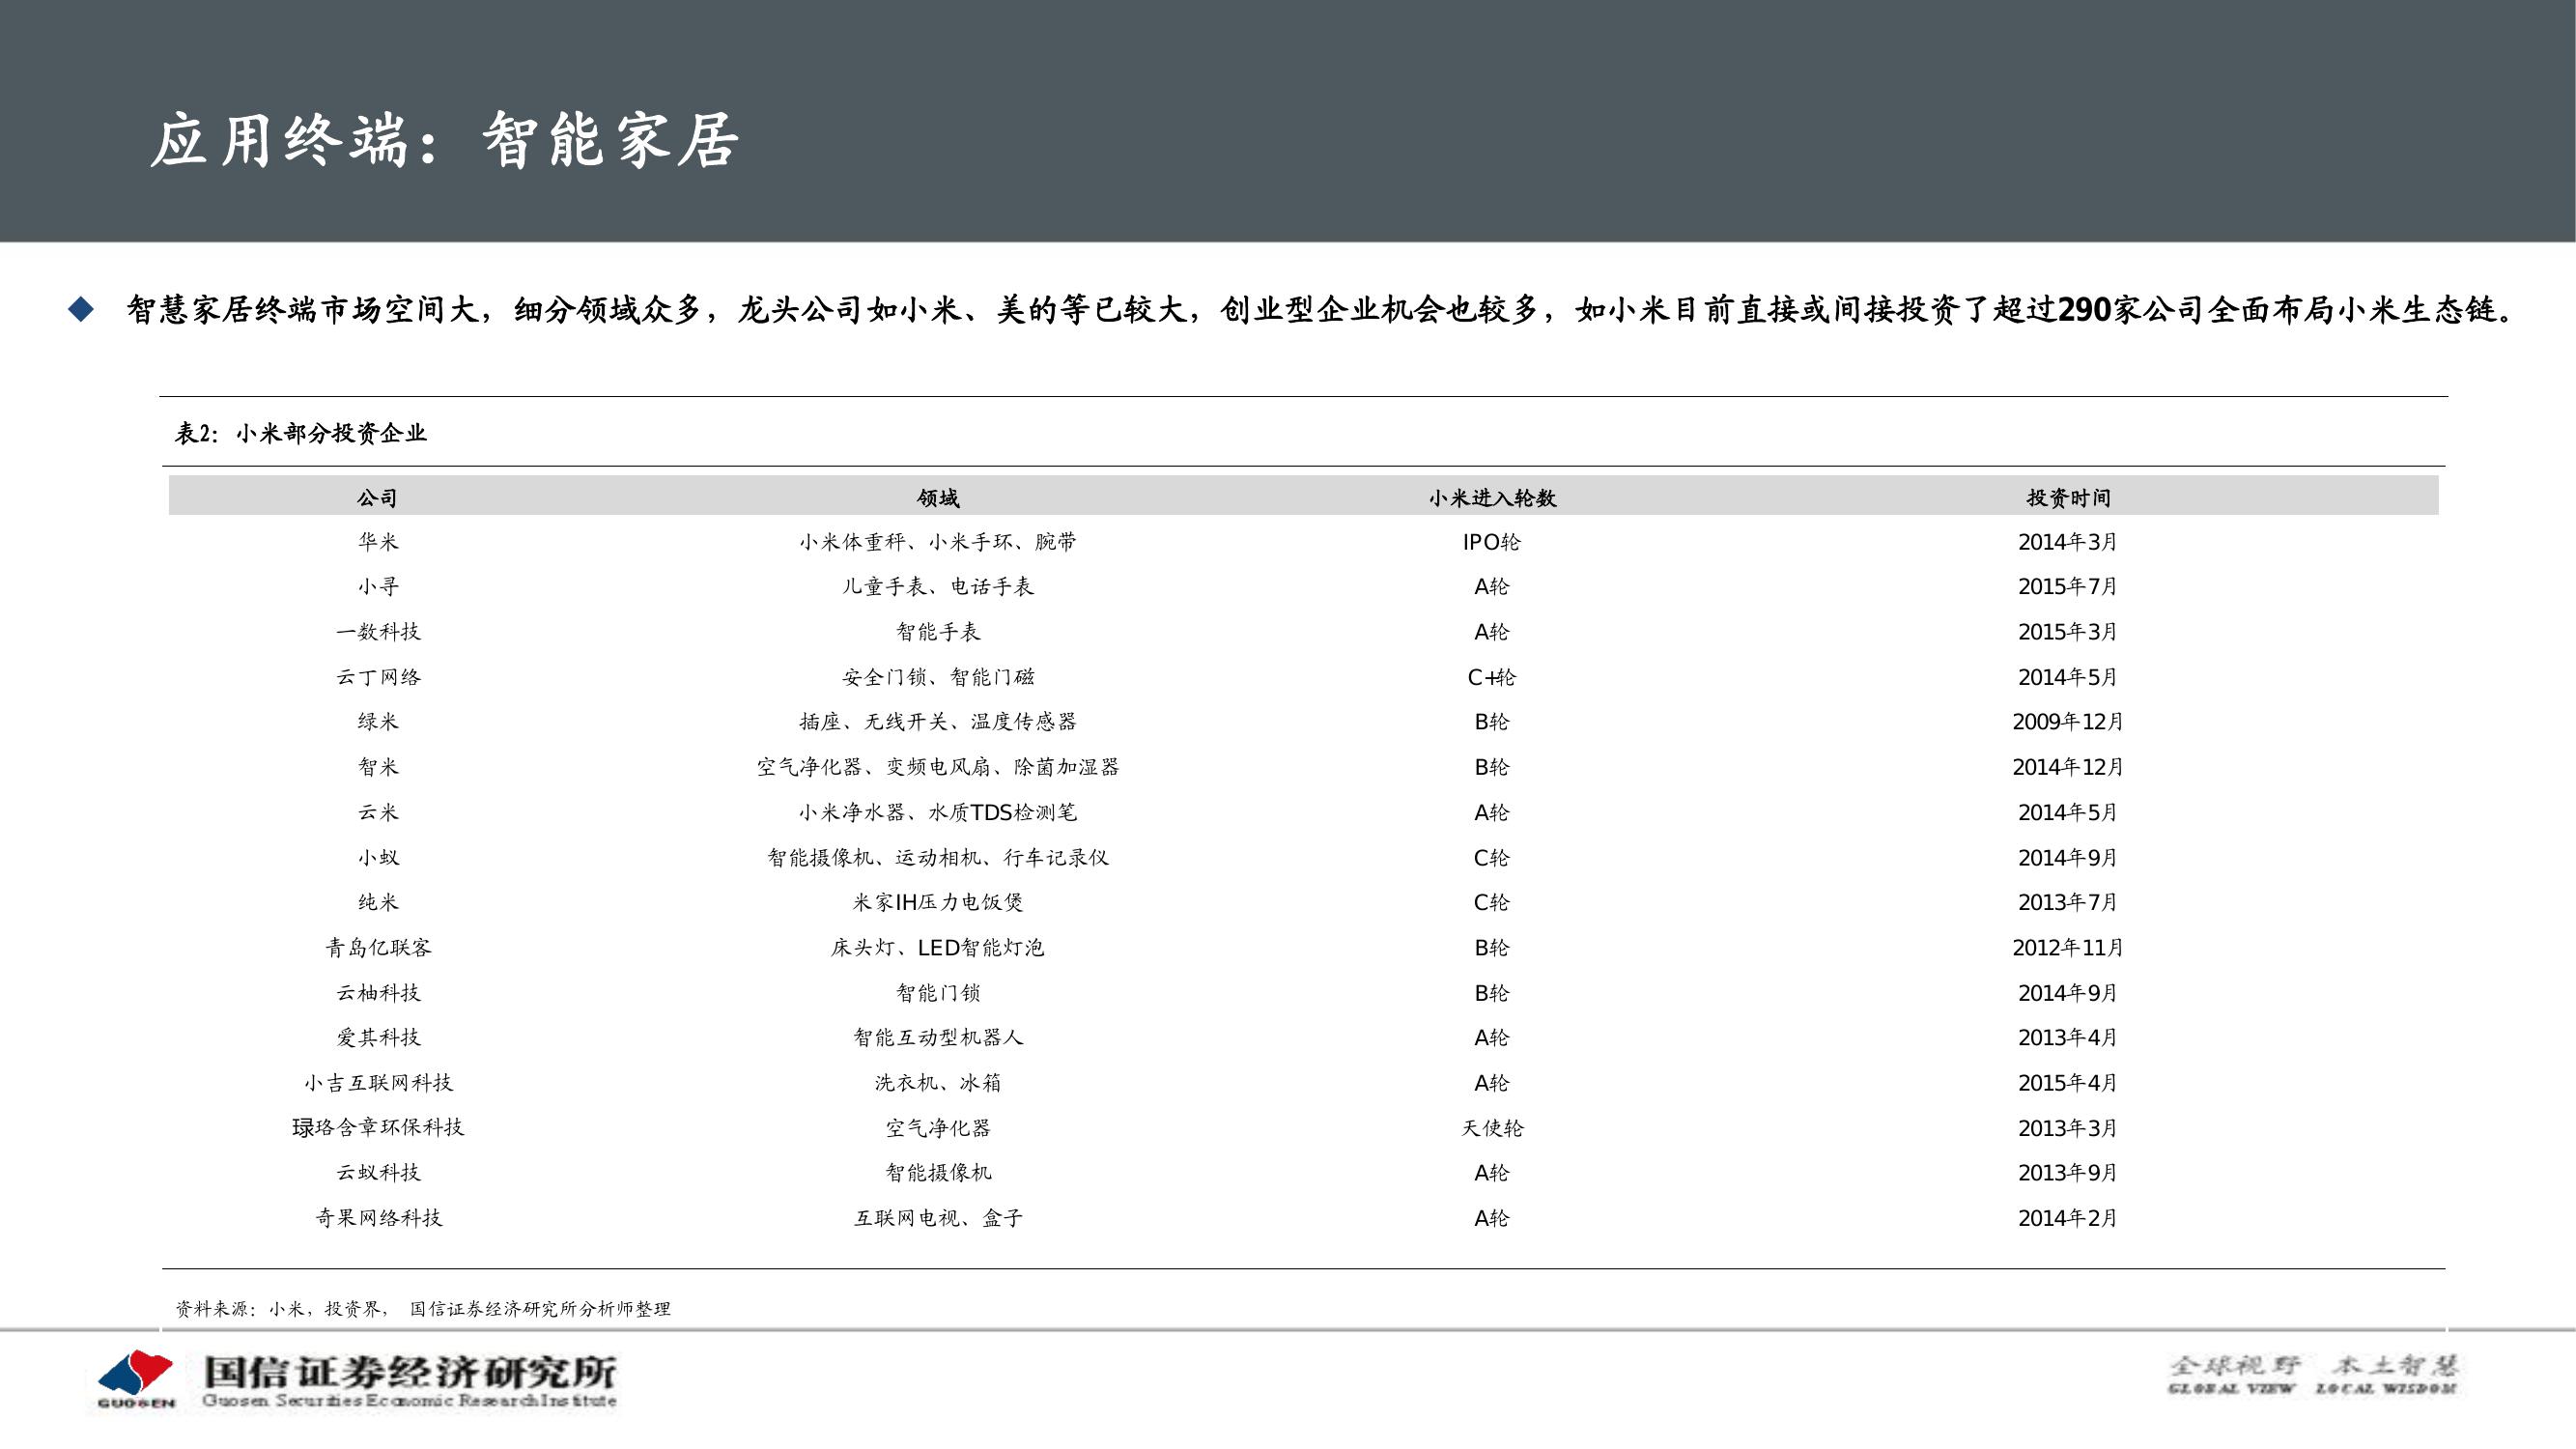 应用终端：智能家居
智慧家居终端市场空间大，细分领域众多，龙头公司如小米、美的等已较大，创业型企业机会也较多，如小米目前直接或间接投资了超过290家公司全面布局小米生态链。
表2：小米部分投资企业
公司 领域 小米进入轮数 投资时间
华米 小米体重秤、小米手环、腕带 IPO轮 2014年3月
小寻 儿童手表、电话手表 A轮 2015年7月
一数科技 智能手表 A轮 2015年3月
云丁网络 安全门锁、智能门磁 C+轮 2014年5月
绿米 插座、无线开关、温度传感器 B轮 2009年12月
智米 空气净化器、变频电风扇、除菌加湿器 B轮 2014年12月
云米 小米净水器、水质TDS检测笔 A轮 2014年5月
小蚁 智能摄像机、运动相机、行车记录仪 C轮 2014年9月
纯米 米家IH压力电饭煲 C轮 2013年7月
青岛亿联客 床头灯、LED智能灯泡 B轮 2012年11月
云柚科技 智能门锁 B轮 2014年9月
爱其科技 智能互动型机器人 A轮 2013年4月
小吉互联网科技 洗衣机、冰箱 A轮 2015年4月
琭珞含章环保科技 空气净化器 天使轮 2013年3月
云蚁科技 智能摄像机 A轮 2013年9月
奇果网络科技 互联网电视、盒子 A轮 2014年2月
资料来源：小米，投资界， 国信证券经济研究所分析师整理
GUOSEN
国信证券经济研究所
Guosen Securities Economic Research Institute
全球视野 本土智慧
GLOBAL VIEW LOCAL WISDOM